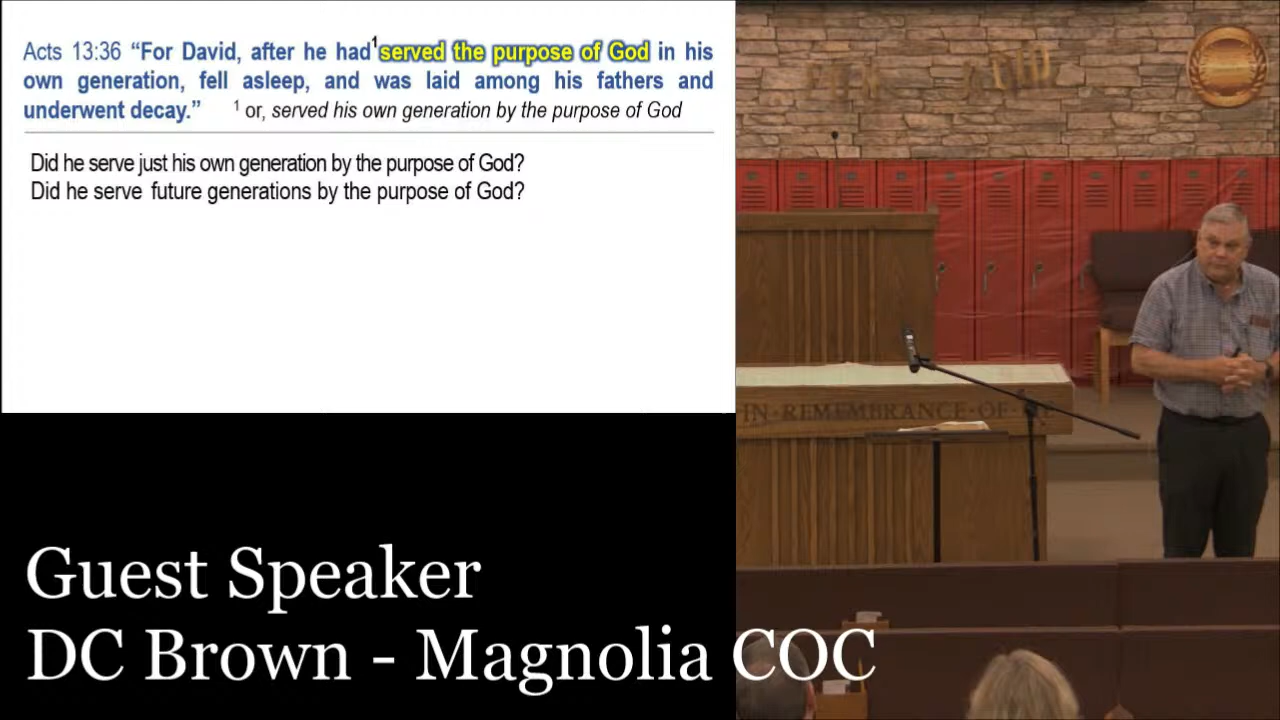 Acts 13:36 “For David, after he had ¹served the purpose of God in his
own generation, fell asleep, and was laid among his fathers and
underwent decay.” ¹ or, served his own generation by the purpose of God
Did he serve just his own generation by the purpose of God?
Did he serve future generations by the purpose of God?
IN·REMEMBRANCE·OF·ME
Guest Speaker
DC Brown - Magnolia COC